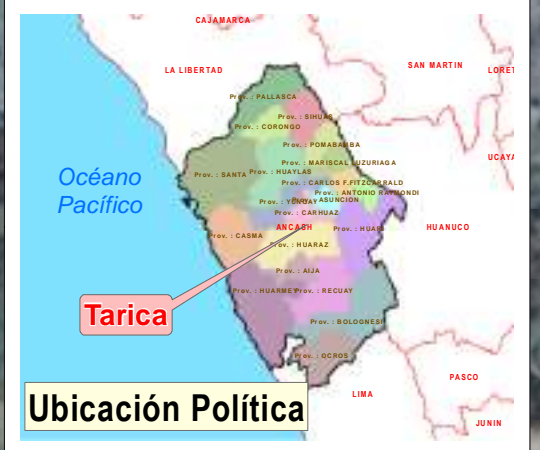 CAJAMARCA
LA LIBERTAD
SAN MARTIN
LORET
Prov. : PALLASCA
Prov. : SIHUAS
Prov. : CORONGO
Prov. : POMABAMBA
UCAYA
Prov. : MARISCAL LUZURIAGA
Prov. : SANTA
Prov. : HUAYLAS
Prov. : CARLOS F.FITZCARRALD
Prov. : ANTONIO RAYMONDI
Prov. : YUNGAY
Prov. : ASUNCION
Océano
Pacífico
Prov. : CARHUAZ
ANCASH
Prov. : HUARI
HUANUCO
Prov. : CASMA
Prov. : HUARAZ
Prov. : AIJA
Prov. : HUARMEY
Prov. : RECUAY
Tarica
Prov. : BOLOGNESI
Prov. : OCROS
PASCO
LIMA
Ubicación Política
JUNIN